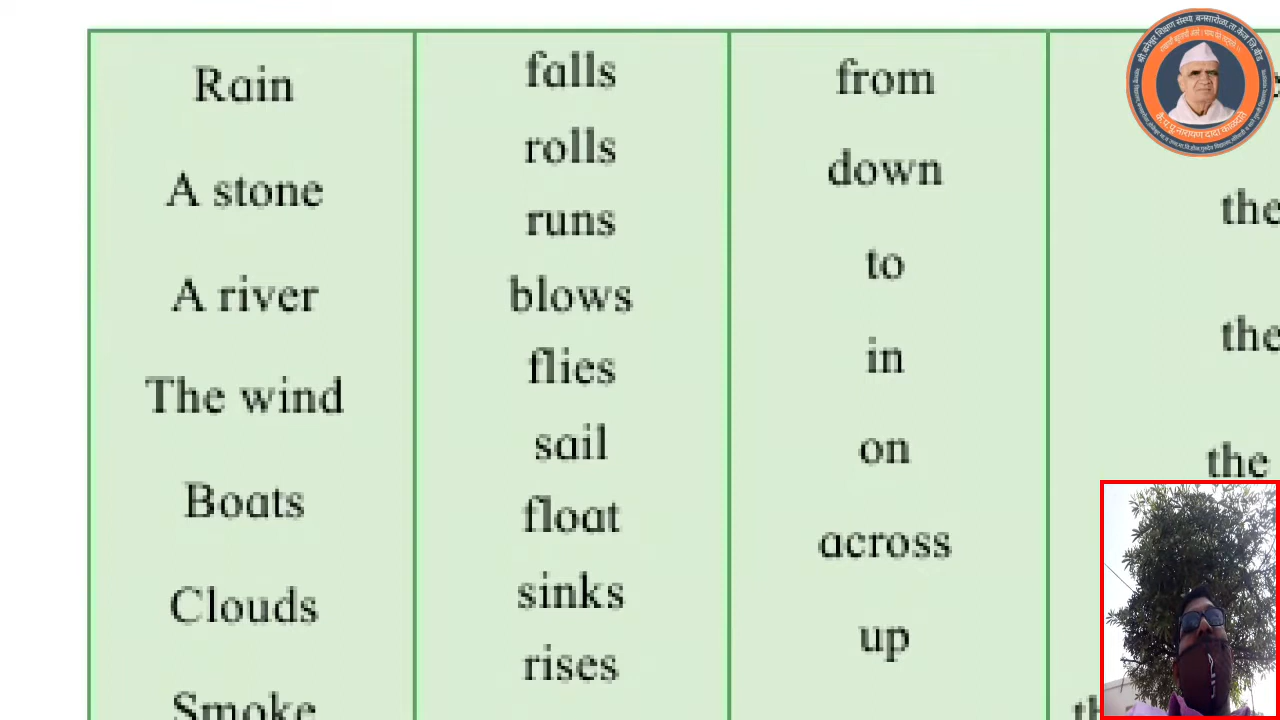 Rain falls from
A stone rolls down the
A river runs to
The wind blows in the
Boats flies on
Clouds sail across the
Smoke float up
sinks
rises